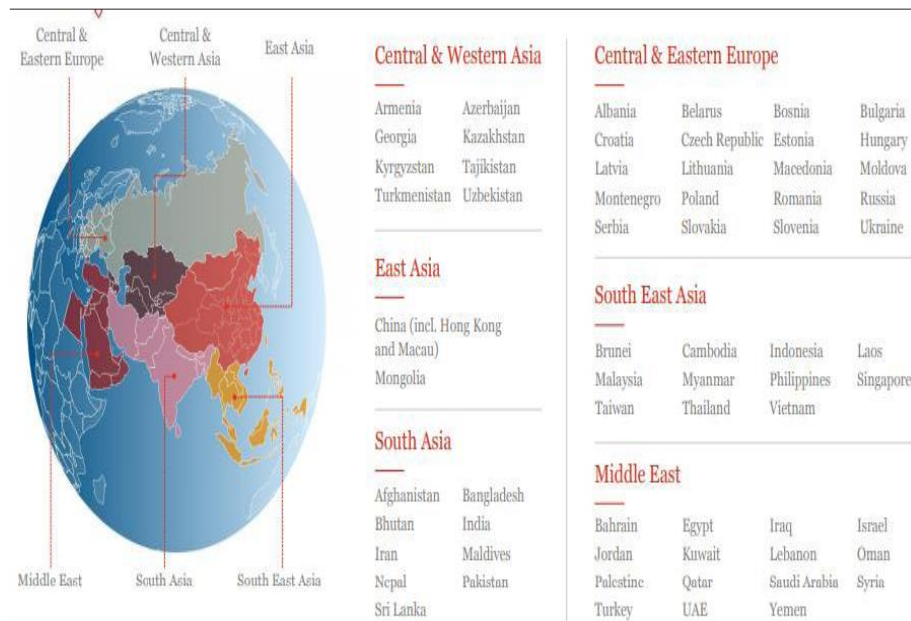 Central &
Eastern Europe
Central &
Western Asia
East Asia
Middle East
South Asia
South East Asia
Central & Western Asia
Armenia Azerbaijan
Georgia Kazakhstan
Kyrgyzstan Tajikistan
Turkmenistan Uzbekistan
East Asia
China (incl. Hong Kong
and Macau)
Mongolia
South Asia
Afghanistan Bangladesh
Bhutan India
Iran Maldives
Nepal Pakistan
Sri Lanka
Central & Eastern Europe
Albania Belarus Bosnia Bulgaria
Croatia Czech Republic Estonia Hungary
Latvia Lithuania Macedonia Moldova
Montenegro Poland Romania Russia
Serbia Slovakia Slovenia Ukraine
South East Asia
Brunei Cambodia Indonesia Laos
Malaysia Myanmar Philippines Singapore
Taiwan Thailand Vietnam
Middle East
Bahrain Egypt Iraq Israel
Jordan Kuwait Lebanon Oman
Palestine Qatar Saudi Arabia Syria
Turkey UAE Yemen